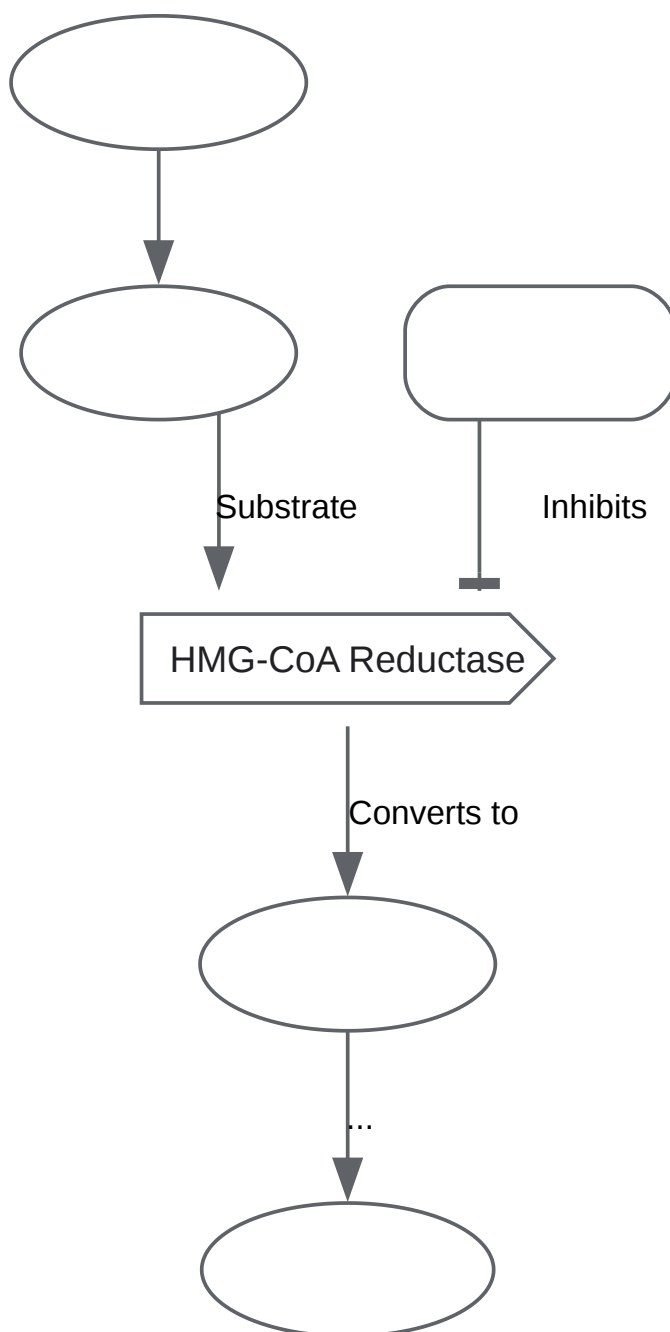 Substrate
Inhibits
HMG-CoA Reductase
Converts to
...